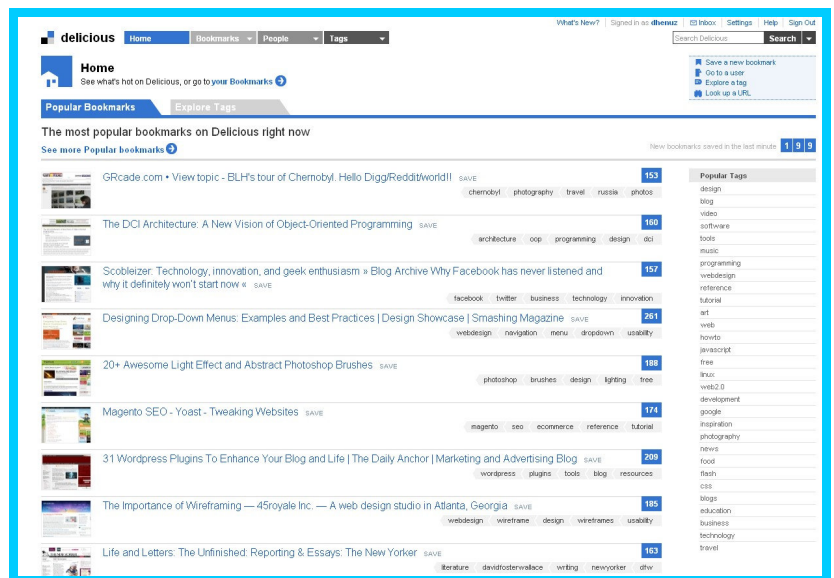 What's New? Signed in as dhenuz Inbox Settings Help Sign Out
delicious Home Bookmarks People Tags Search Delicious Search
Home
See what's hot on Delicious, or go to your Bookmarks
Save a new bookmark
Go to a user
Explore a tag
Look up a URL
Popular Bookmarks Explore Tags
The most popular bookmarks on Delicious right now
See more Popular bookmarks
New bookmarks saved in the last minute 1 9 9
GRcade.com • View topic - BLH's tour of Chernobyl. Hello Digg/Reddit/world!! SAVE 153
chernobyl photography travel russia photos
The DCI Architecture: A New Vision of Object-Oriented Programming SAVE 160
architecture oop programming design dci
Scobleizer: Technology, innovation, and geek enthusiasm » Blog Archive Why Facebook has never listened and 157
why it definitely won't start now « SAVE
facebook twitter business technology innovation
Designing Drop-Down Menus: Examples and Best Practices | Design Showcase | Smashing Magazine SAVE 261
webdesign navigation menu dropdown usability
20+ Awesome Light Effect and Abstract Photoshop Brushes SAVE 188
photoshop brushes design lighting free
Magento SEO - Yoast - Tweaking Websites SAVE 174
magento seo ecommerce reference tutorial
31 Wordpress Plugins To Enhance Your Blog and Life | The Daily Anchor | Marketing and Advertising Blog SAVE 209
wordpress plugins tools blog resources
The Importance of Wireframing — 45royale Inc. — A web design studio in Atlanta, Georgia SAVE 185
webdesign wireframe design wireframes usability
Life and Letters: The Unfinished: Reporting & Essays: The New Yorker SAVE 163
literature davidfosterwallace writing newyorker dfw
Popular Tags
design
blog
video
software
tools
music
programming
webdesign
reference
tutorial
art
web
howto
javascript
free
linux
web2.0
development
google
inspiration
photography
news
food
flash
css
blogs
education
business
technology
travel